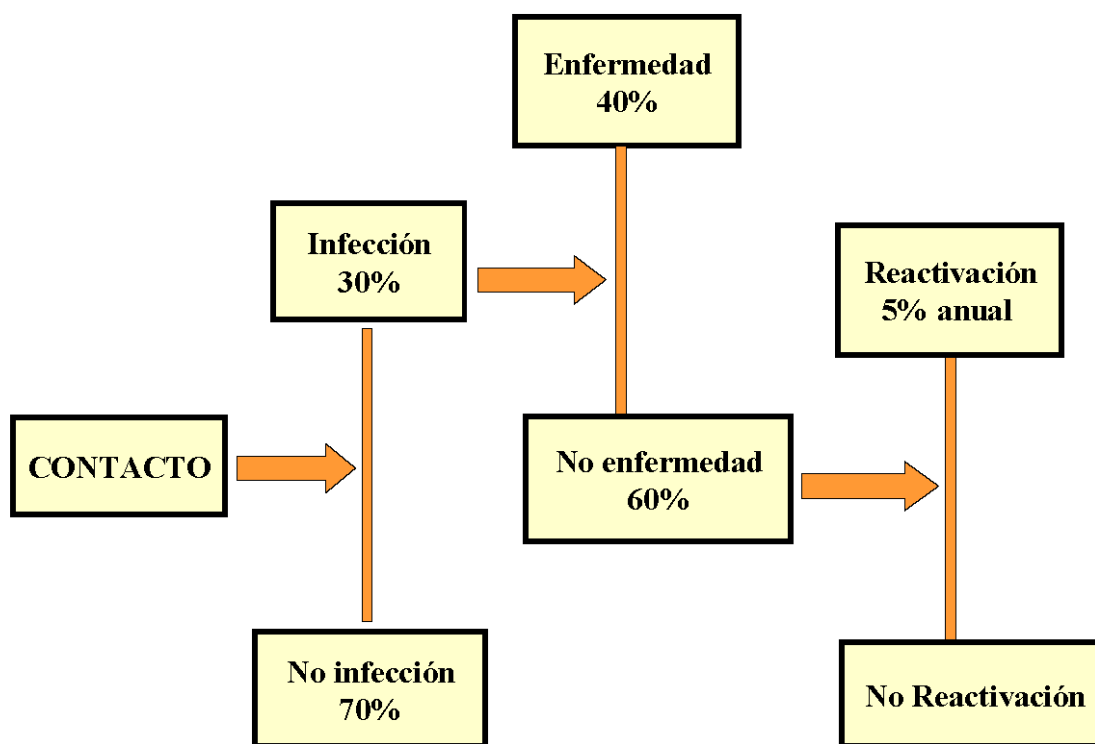 Enfermedad
40%
Infección
30%
Reactivación
5% anual
CONTACTO
No enfermedad
60%
No infección
70%
No Reactivación